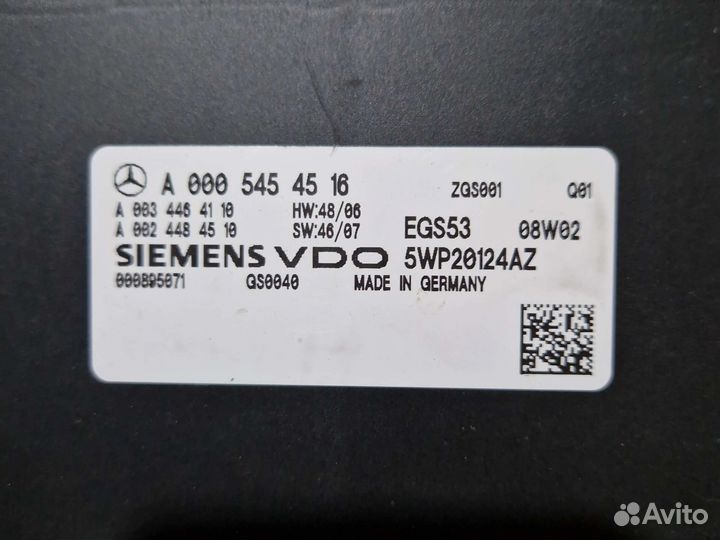 A 000 545 45 16 ZGS001 Q01
A 003 446 41 10 HW:48/06
A 002 448 45 10 SW:46/07 EGS53 08W02
SIEMENS VDO 5WP20124AZ
000895071 GS0040 MADE IN GERMANY
Avito